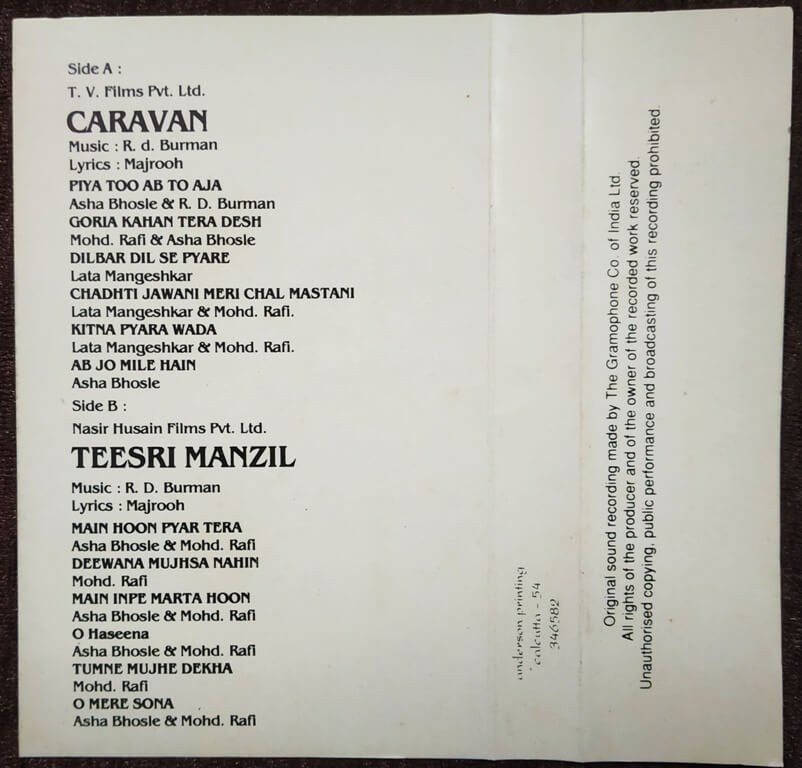 Side A :
T. V. Films Pvt. Ltd.
CARAVAN
Music : R. d. Burman
Lyrics : Majrooh
PIYA TOO AB TO AJA
Asha Bhosle & R. D. Burman
GORIA KAHAN TERA DESH
Mohd. Rafi & Asha Bhosle
DILBAR DIL SE PYARE
Lata Mangeshkar
CHADHTI JAWANI MERI CHAL MASTANI
Lata Mangeshkar & Mohd. Rafi.
KITNA PYARA WADA
Lata Mangeshkar & Mohd. Rafi.
AB JO MILE HAIN
Asha Bhosle
Side B :
Nasir Husain Films Pvt. Ltd.
TEESRI MANZIL
Music : R. D. Burman
Lyrics : Majrooh
MAIN HOON PYAR TERA
Asha Bhosle & Mohd. Rafi
DEEWANA MUJHSA NAHIN
Mohd. Rafi
MAIN INPE MARTA HOON
Asha Bhosle & Mohd. Rafi
O Haseena
Asha Bhosle & Mohd. Rafi
TUMNE MUJHE DEKHA
Mohd. Rafi
O MERE SONA
Asha Bhosle & Mohd. Rafi
anderson printing
calcutta - 54
346582
Original sound recording made by The Gramophone Co. of India Ltd.
All rights of the producer and of the owner of the recorded work reserved.
Unauthorised copying, public performance and broadcasting of this recording prohibited.